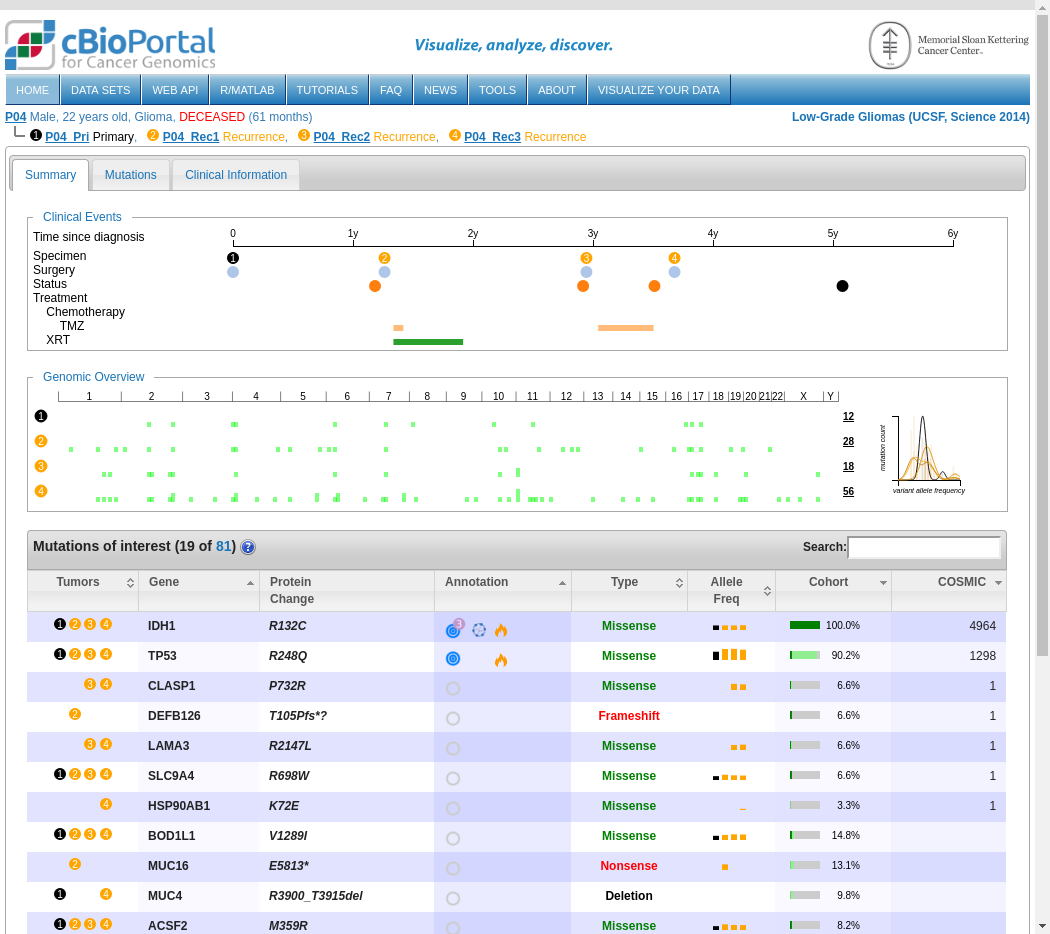 cBioPortal
for Cancer Genomics
Visualize, analyze, discover.
Memorial Sloan Kettering
Cancer Center
HOME DATA SETS WEB API R/MATLAB TUTORIALS FAQ NEWS TOOLS ABOUT VISUALIZE YOUR DATA
P04 Male, 22 years old, Glioma, DECEASED (61 months) Low-Grade Gliomas (UCSF, Science 2014)
1 P04_Pri Primary, 2 P04_Rec1 Recurrence, 3 P04_Rec2 Recurrence, 4 P04_Rec3 Recurrence
Summary Mutations Clinical Information
Clinical Events
Time since diagnosis 0 1y 2y 3y 4y 5y 6y
Specimen 1 2 3 4
Surgery
Status
Treatment
Chemotherapy
TMZ
XRT
Genomic Overview
1 2 3 4 5 6 7 8 9 10 11 12 13 14 15 16 17 18 19 20 21 22 X Y
1 12
2 28
3 18
4 56
mutation count
variant allele frequency
Mutations of interest (19 of 81) ? Search:
Tumors Gene Protein Change Annotation Type Allele Freq Cohort COSMIC
1 2 3 4 IDH1 R132C 3 Missense 100.0% 4964
1 2 3 4 TP53 R248Q Missense 90.2% 1298
3 4 CLASP1 P732R Missense 6.6% 1
2 DEFB126 T105Pfs*? Frameshift 6.6% 1
3 4 LAMA3 R2147L Missense 6.6% 1
1 2 3 4 SLC9A4 R698W Missense 6.6% 1
4 HSP90AB1 K72E Missense 3.3% 1
1 2 3 4 BOD1L1 V1289I Missense 14.8%
2 MUC16 E5813* Nonsense 13.1%
1 4 MUC4 R3900_T3915del Deletion 9.8%
1 2 3 4 ACSF2 M359R Missense 8.2%